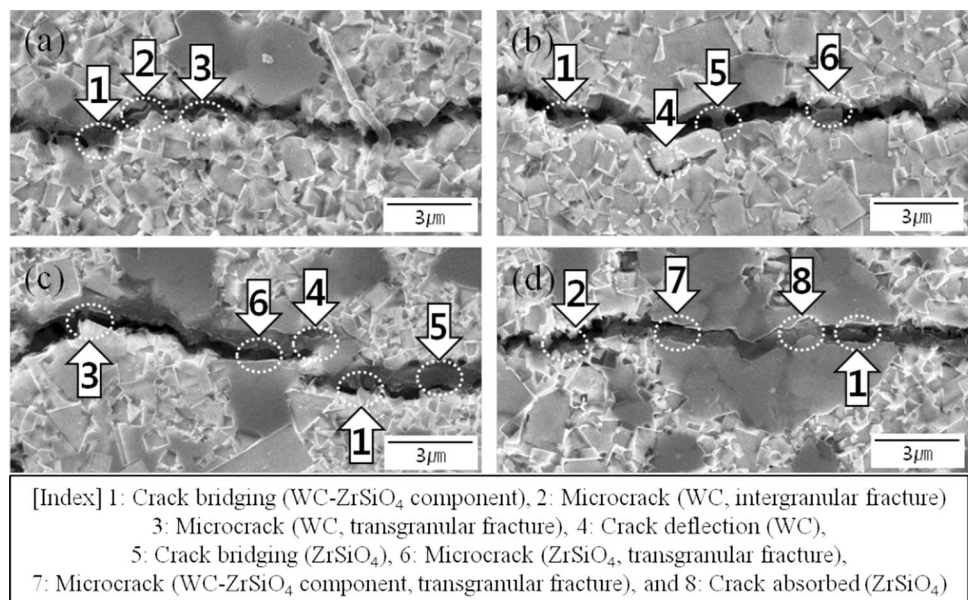 (a)
2
3
1
3㎛
(b)
1
5
6
4
3㎛
(c)
6
4
5
3
1
3㎛
(d)
2
7
8
1
3㎛
[Index] 1: Crack bridging (WC-ZrSiO₄ component), 2: Microcrack (WC, intergranular fracture)
3: Microcrack (WC, transgranular fracture), 4: Crack deflection (WC),
5: Crack bridging (ZrSiO₄), 6: Microcrack (ZrSiO₄, transgranular fracture),
7: Microcrack (WC-ZrSiO₄ component, transgranular fracture), and 8: Crack absorbed (ZrSiO₄)